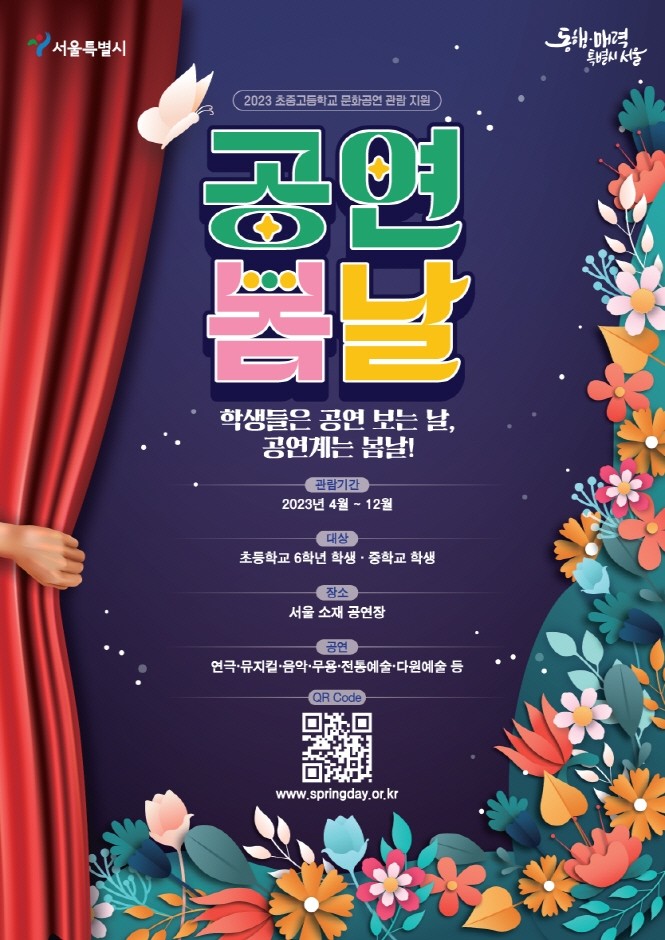 서울특별시
동행·매력
특별시 서울
2023 초중고등학교 문화공연 관람 지원
공연
봄날
학생들은 공연 보는 날,
공연계는 봄날!
관람기간
2023년 4월 ~ 12월
대상
초등학교 6학년 학생 · 중학교 학생
장소
서울 소재 공연장
공연
연극·뮤지컬·음악·무용·전통예술·다원예술 등
QR Code
www.springday.or.kr